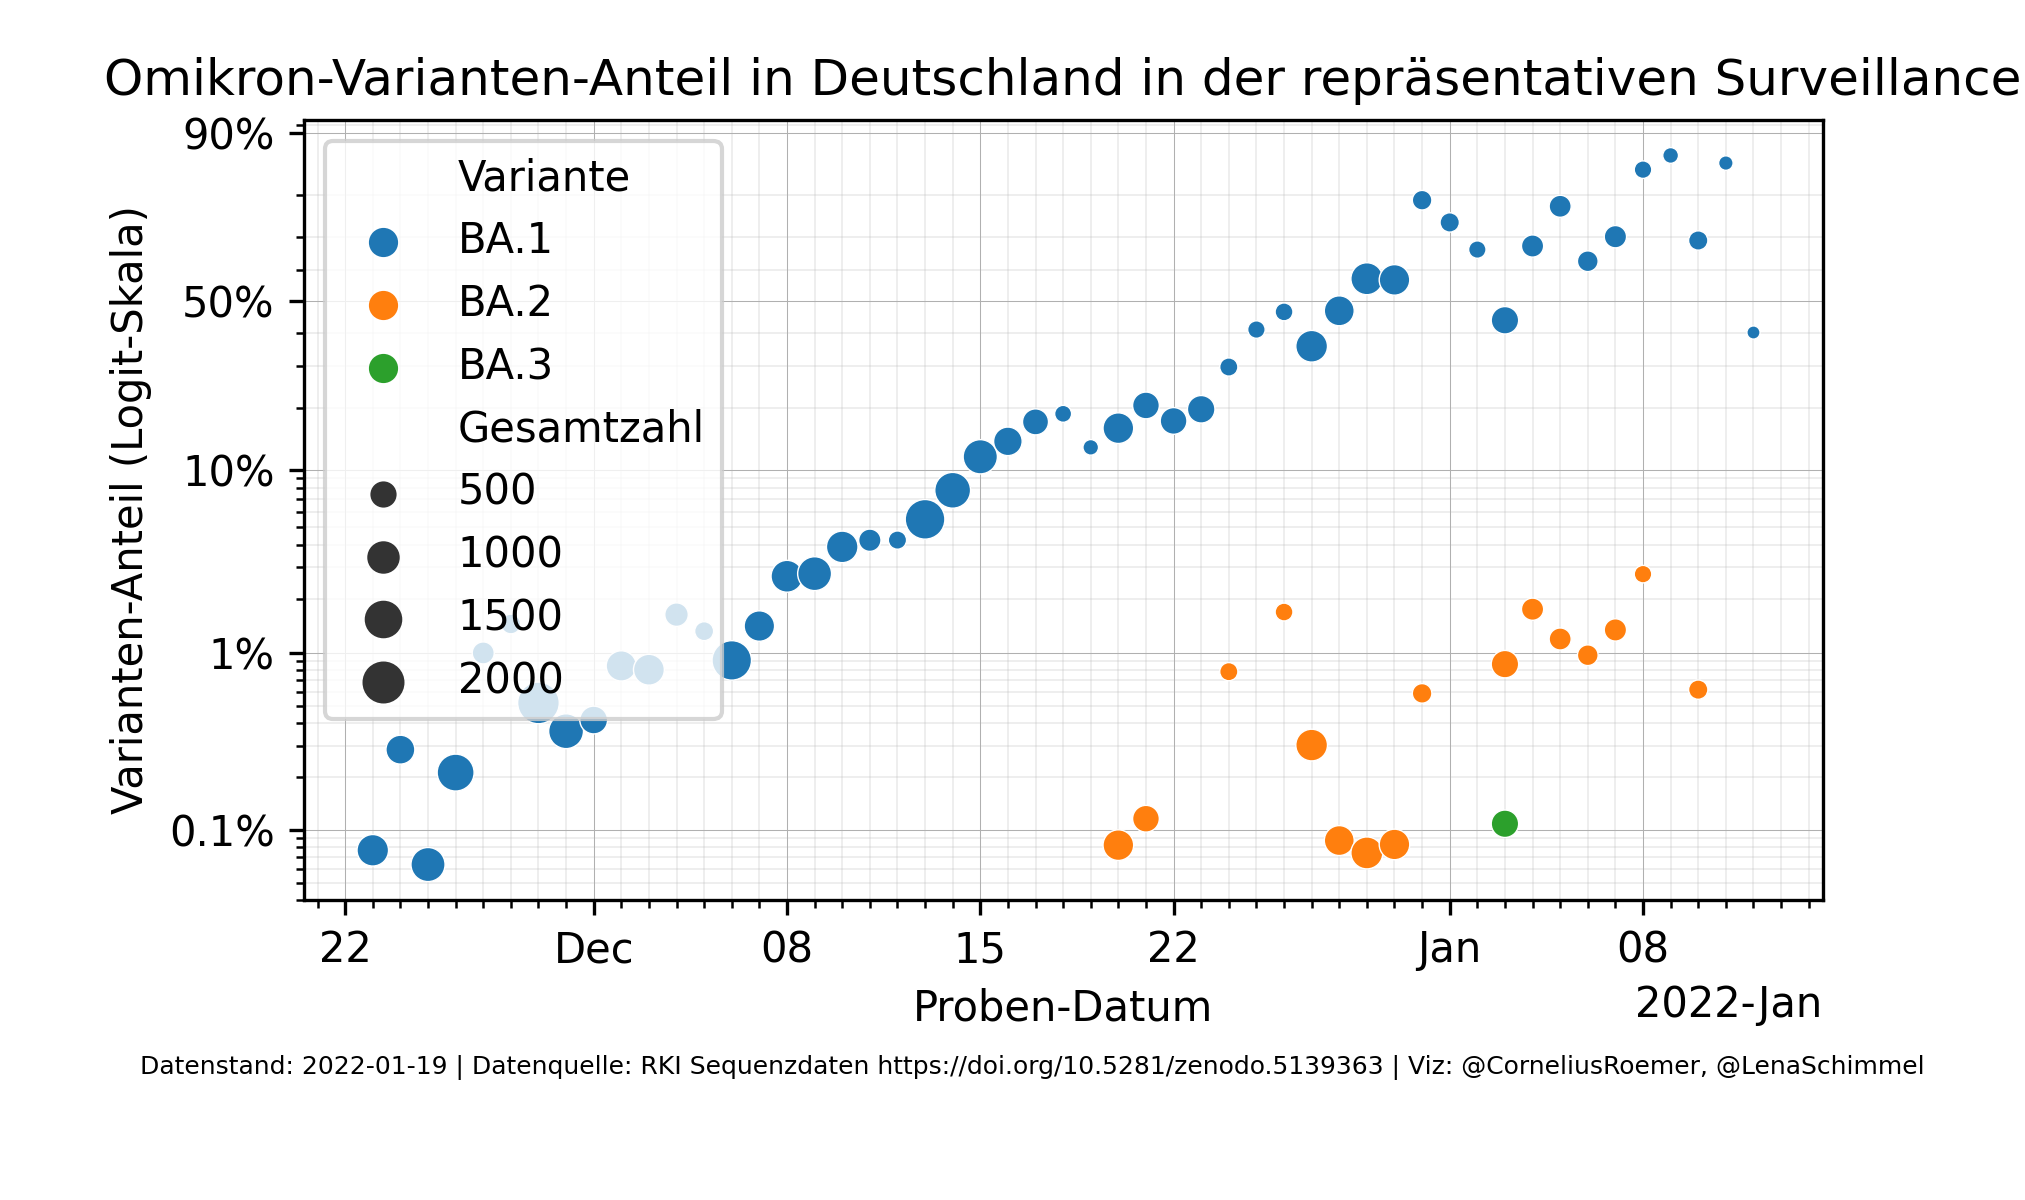 Omikron-Varianten-Anteil in Deutschland in der repräsentativen Surveillance
Varianten-Anteil (Logit-Skala)
90%
50%
10%
1%
0.1%
Variante
BA.1
BA.2
BA.3
Gesamtzahl
500
1000
1500
2000
22 Dec 08 15 22 Jan 08
Proben-Datum 2022-Jan
Datenstand: 2022-01-19 | Datenquelle: RKI Sequenzdaten https://doi.org/10.5281/zenodo.5139363 | Viz: @CorneliusRoemer, @LenaSchimmel